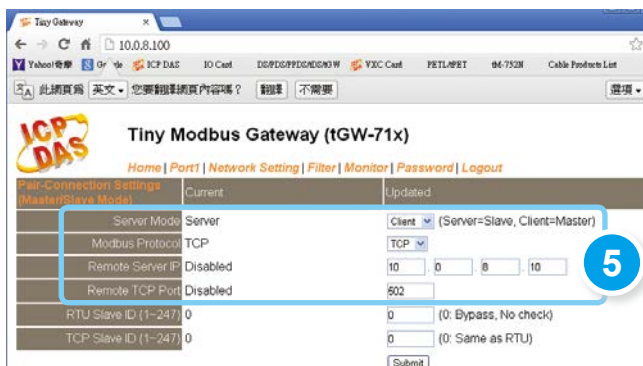 Tiny Gateway
10.0.8.100
Yahoo!奇摩 ICP DAS IO Card DS/PDS/PPDS/tDS/tGW VXC Card PETL/tPET tM-752N Cable Products List
此網頁為 英文 您要翻譯網頁內容嗎? 翻譯 不需要 選項
ICP DAS
Tiny Modbus Gateway (tGW-71x)
Home | Port1 | Network Setting | Filter | Monitor | Password | Logout
Pair-Connection Settings (Master/Slave Mode) Current Updated
Server Mode Server Client (Server=Slave, Client=Master)
Modbus Protocol TCP TCP
Remote Server IP Disabled 10 . 0 . 8 . 10
Remote TCP Port Disabled 502
5
RTU Slave ID (1~247) 0 0 (0: Bypass, No check)
TCP Slave ID (1~247) 0 0 (0: Same as RTU)
Submit